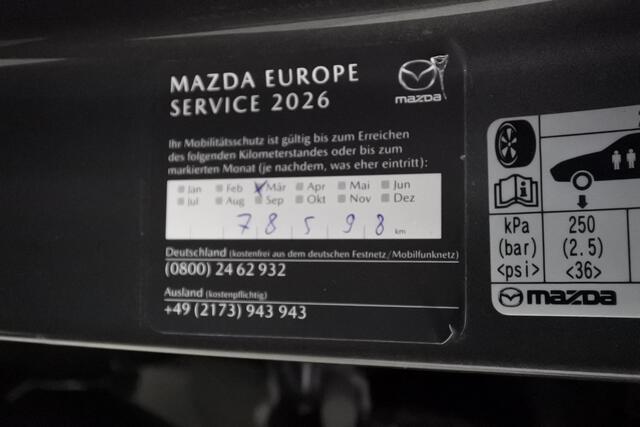 MAZDA EUROPE
SERVICE 2026
mazda
Ihr Mobilitätsschutz ist gültig bis zum Erreichen
des folgenden Kilometerstandes oder bis zum
markierten Monat (je nachdem, was eher eintritt):
Jan Feb Mär Apr Mai Jun
Jul Aug Sep Okt Nov Dez
78598 km
Deutschland (kostenfrei aus dem deutschen Festnetz/Mobilfunknetz)
(0800) 24 62 932
Ausland (kostenpflichtig)
+49 (2173) 943 943
kPa 250
(bar) (2.5)
<psi> <36>
mazda